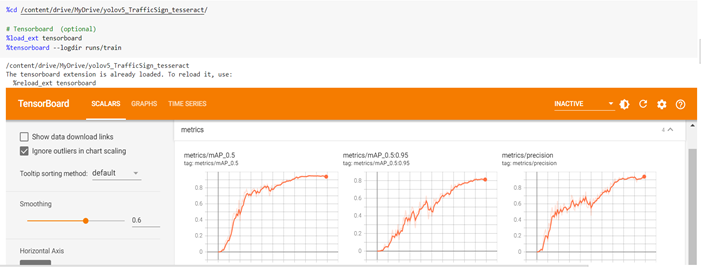 %cd /content/drive/MyDrive/yolov5_TrafficSign_tesseract/
# Tensorboard (optional)
%load_ext tensorboard
%tensorboard --logdir runs/train
/content/drive/MyDrive/yolov5_TrafficSign_tesseract
The tensorboard extension is already loaded. To reload it, use:
%reload_ext tensorboard
TensorBoard SCALARS GRAPHS TIME SERIES INACTIVE
Show data download links
Ignore outliers in chart scaling
Tooltip sorting method: default
Smoothing
0.6
Horizontal Axis
metrics
metrics/mAP_0.5
tag: metrics/mAP_0.5
0.8
0.6
0.4
0.2
0
metrics/mAP_0.5:0.95
tag: metrics/mAP_0.5:0.95
0.8
0.6
0.4
0.2
0
metrics/precision
tag: metrics/precision
0.8
0.6
0.4
0.2
0